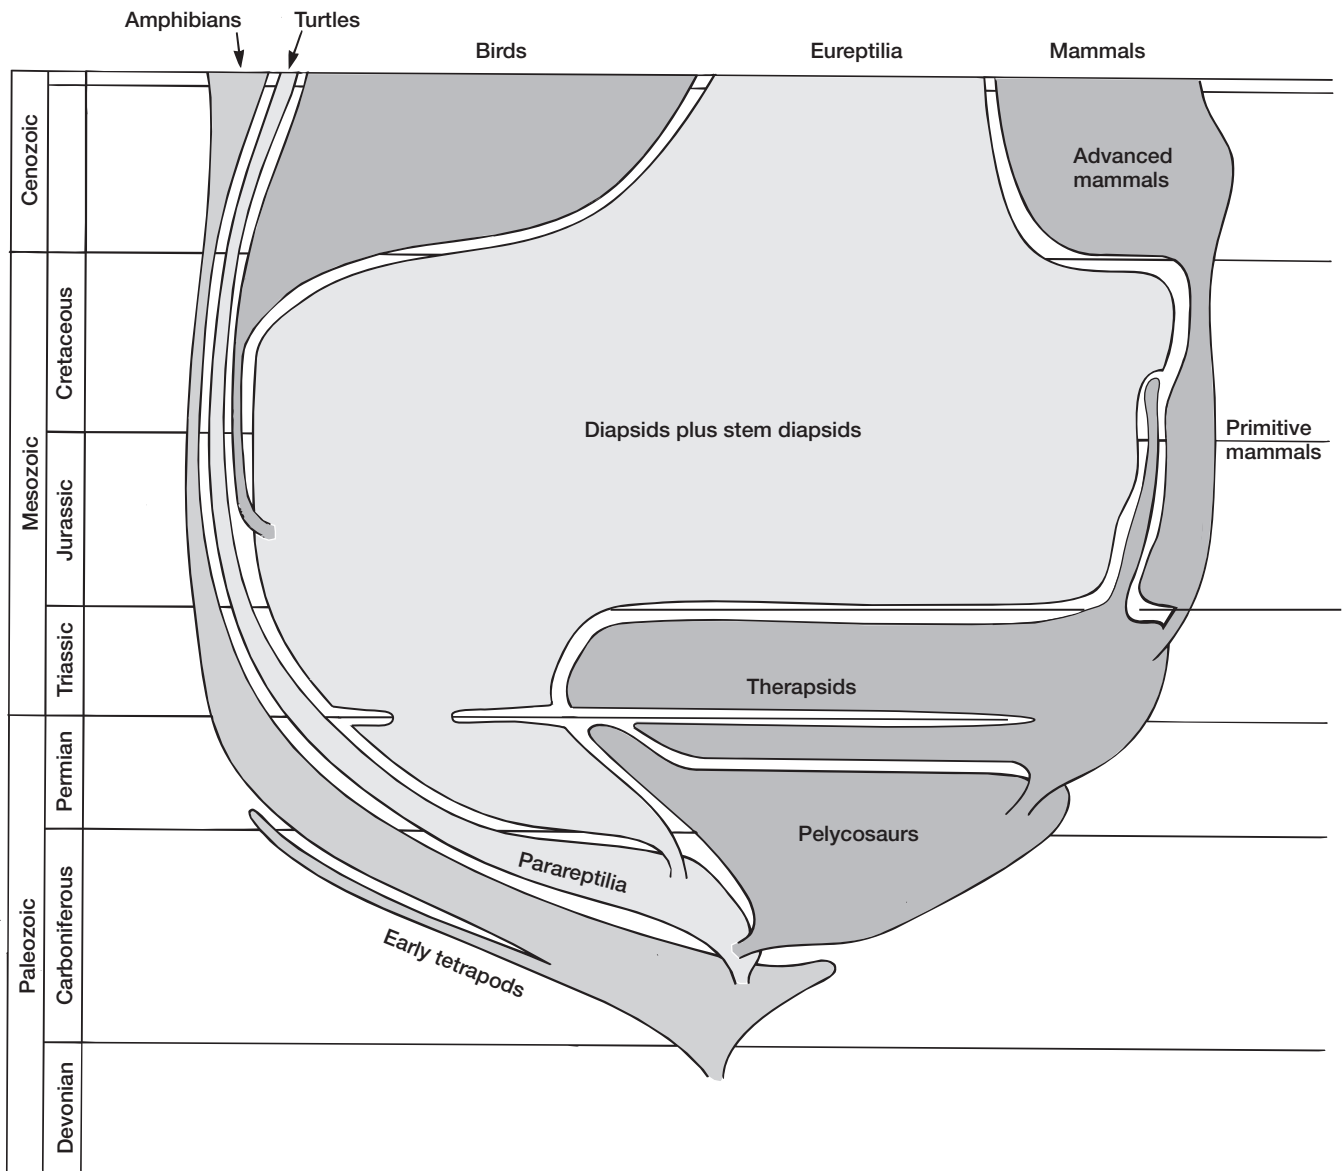 Amphibians
Turtles
Birds
Eureptilia
Mammals
Cenozoic
Advanced
mammals
Mesozoic
Cretaceous
Diapsids plus stem diapsids
Primitive
mammals
Jurassic
Triassic
Therapsids
Paleozoic
Permian
Pelycosaurs
Parareptilia
Carboniferous
Early tetrapods
Devonian